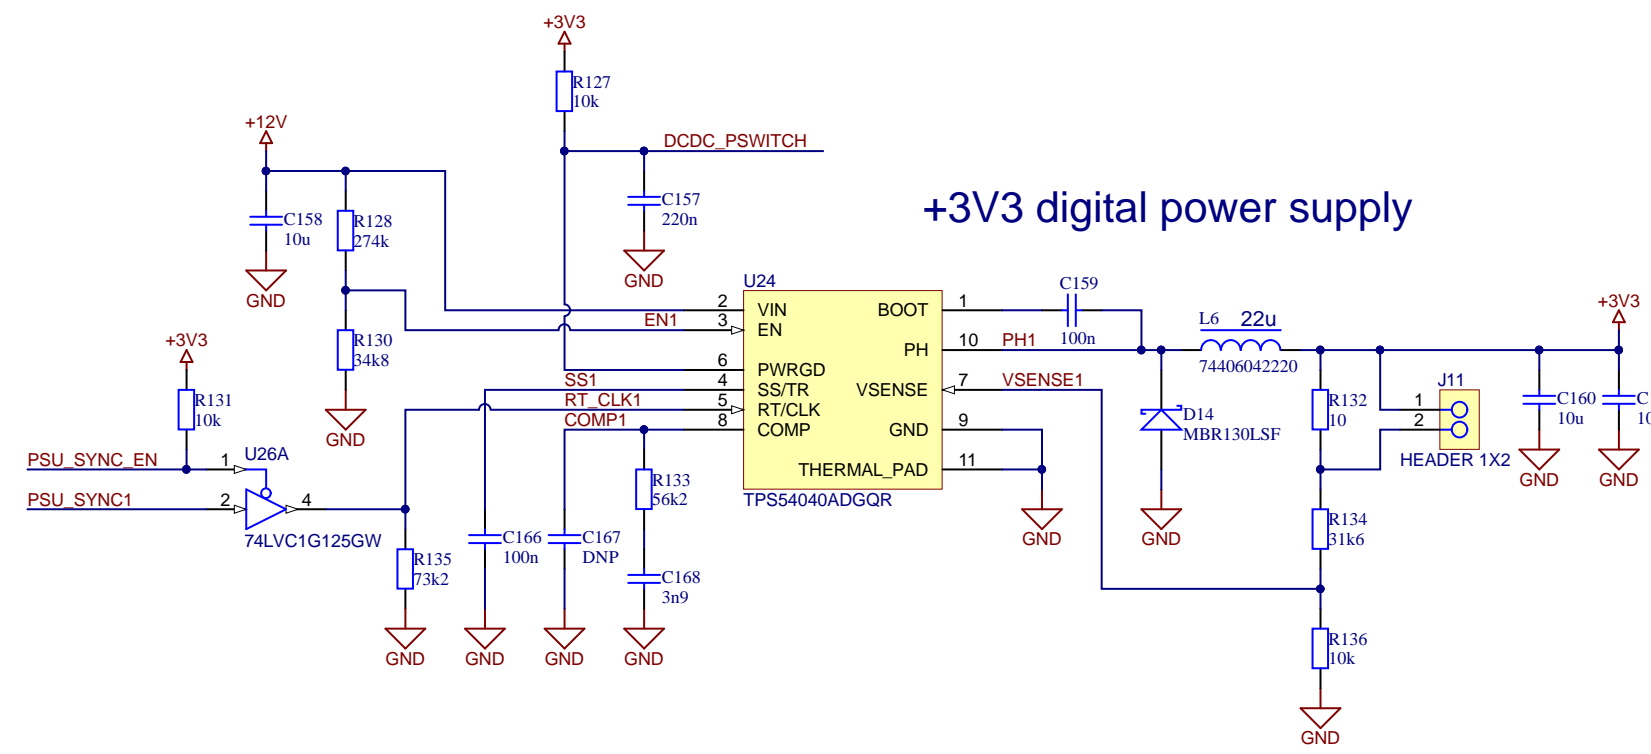 +3V3
R127
10k
+12V
DCDC_PSWITCH
C158
10u
R128
274k
C157
220n
+3V3 digital power supply
GND
GND
U24
C159
100n
+3V3
2 VIN BOOT 1
EN1 3 EN
L6 22u
74406042220
PH 10 PH1
R130
34k8
+3V3
6 PWRGD
SS1 4 SS/TR VSENSE 7 VSENSE1
RT_CLK1 5 RT/CLK
COMP1 8 COMP GND 9
THERMAL_PAD 11
TPS54040ADGQR
R131
10k
GND
D14
MBR130LSF
R132
10
J11
1
2
HEADER 1X2
C160
10u
C
10
PSU_SYNC_EN 1 U26A
PSU_SYNC1 2 4
74LVC1G125GW
R133
56k2
GND
GND
GND
GND
R134
31k6
R135
73k2
C166
100n
C167
DNP
C168
3n9
GND
GND
GND
GND
R136
10k
GND